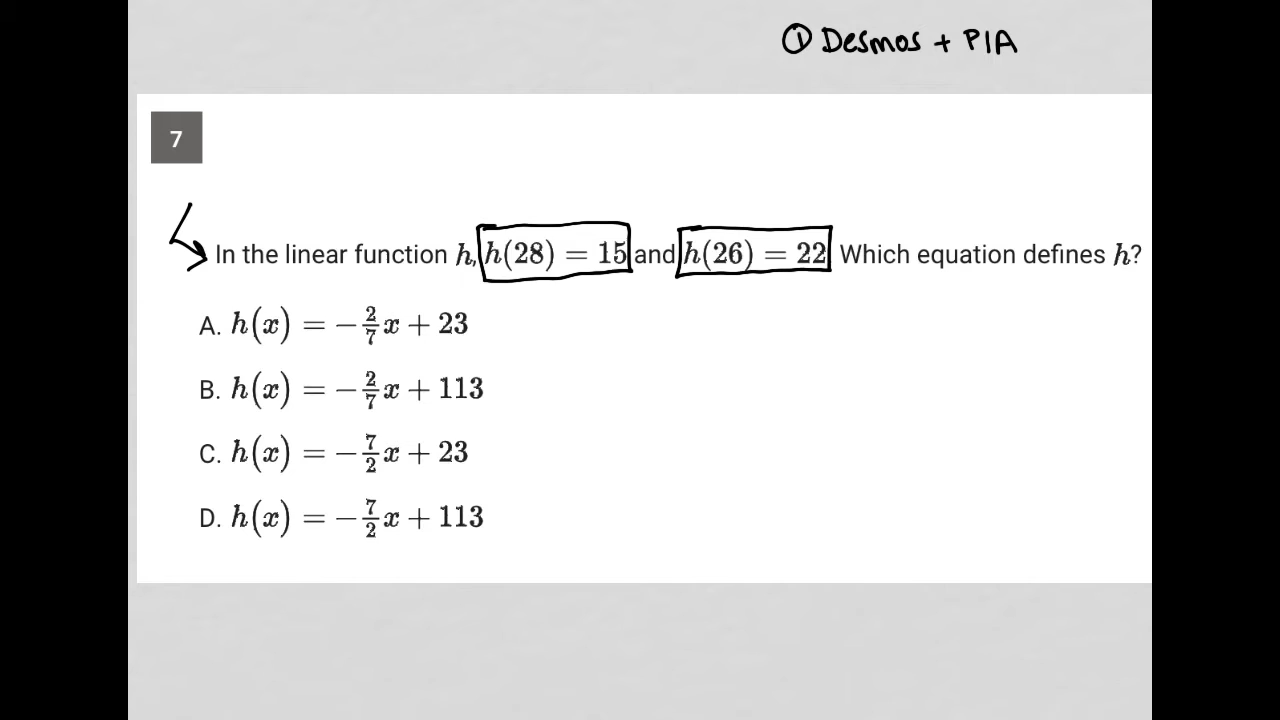 ① Desmos + PIA
7
In the linear function h, h(28) = 15 and h(26) = 22 Which equation defines h?
A. h(x) = −2/7x + 23
B. h(x) = −2/7x + 113
C. h(x) = −7/2x + 23
D. h(x) = −7/2x + 113